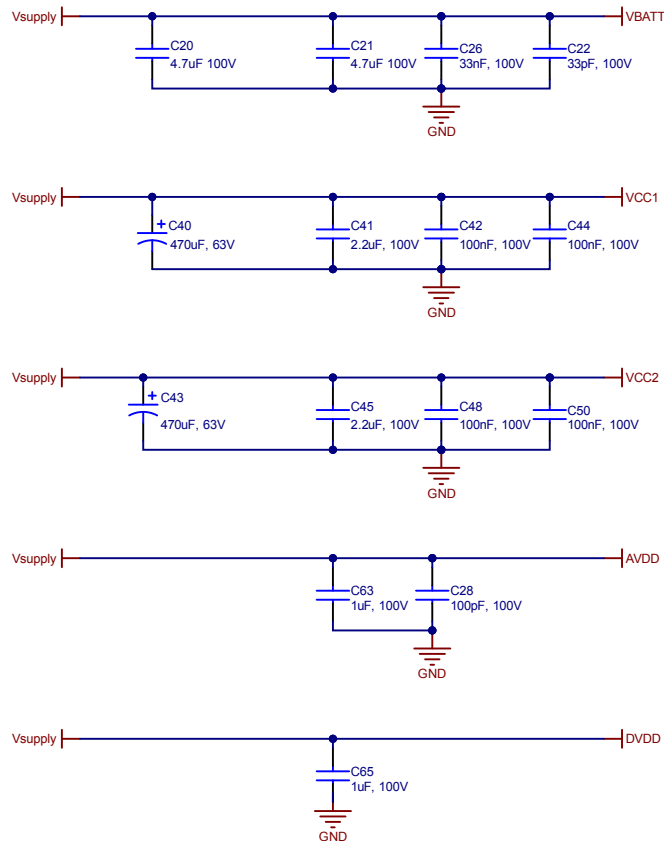 Vsupply
VBATT
C20
4.7uF 100V
C21
4.7uF 100V
C26
33nF, 100V
C22
33pF, 100V
GND
Vsupply
VCC1
+
C40
470uF, 63V
C41
2.2uF, 100V
C42
100nF, 100V
C44
100nF, 100V
GND
Vsupply
VCC2
+
C43
470uF, 63V
C45
2.2uF, 100V
C48
100nF, 100V
C50
100nF, 100V
GND
Vsupply
AVDD
C63
1uF, 100V
C28
100pF, 100V
GND
Vsupply
DVDD
C65
1uF, 100V
GND